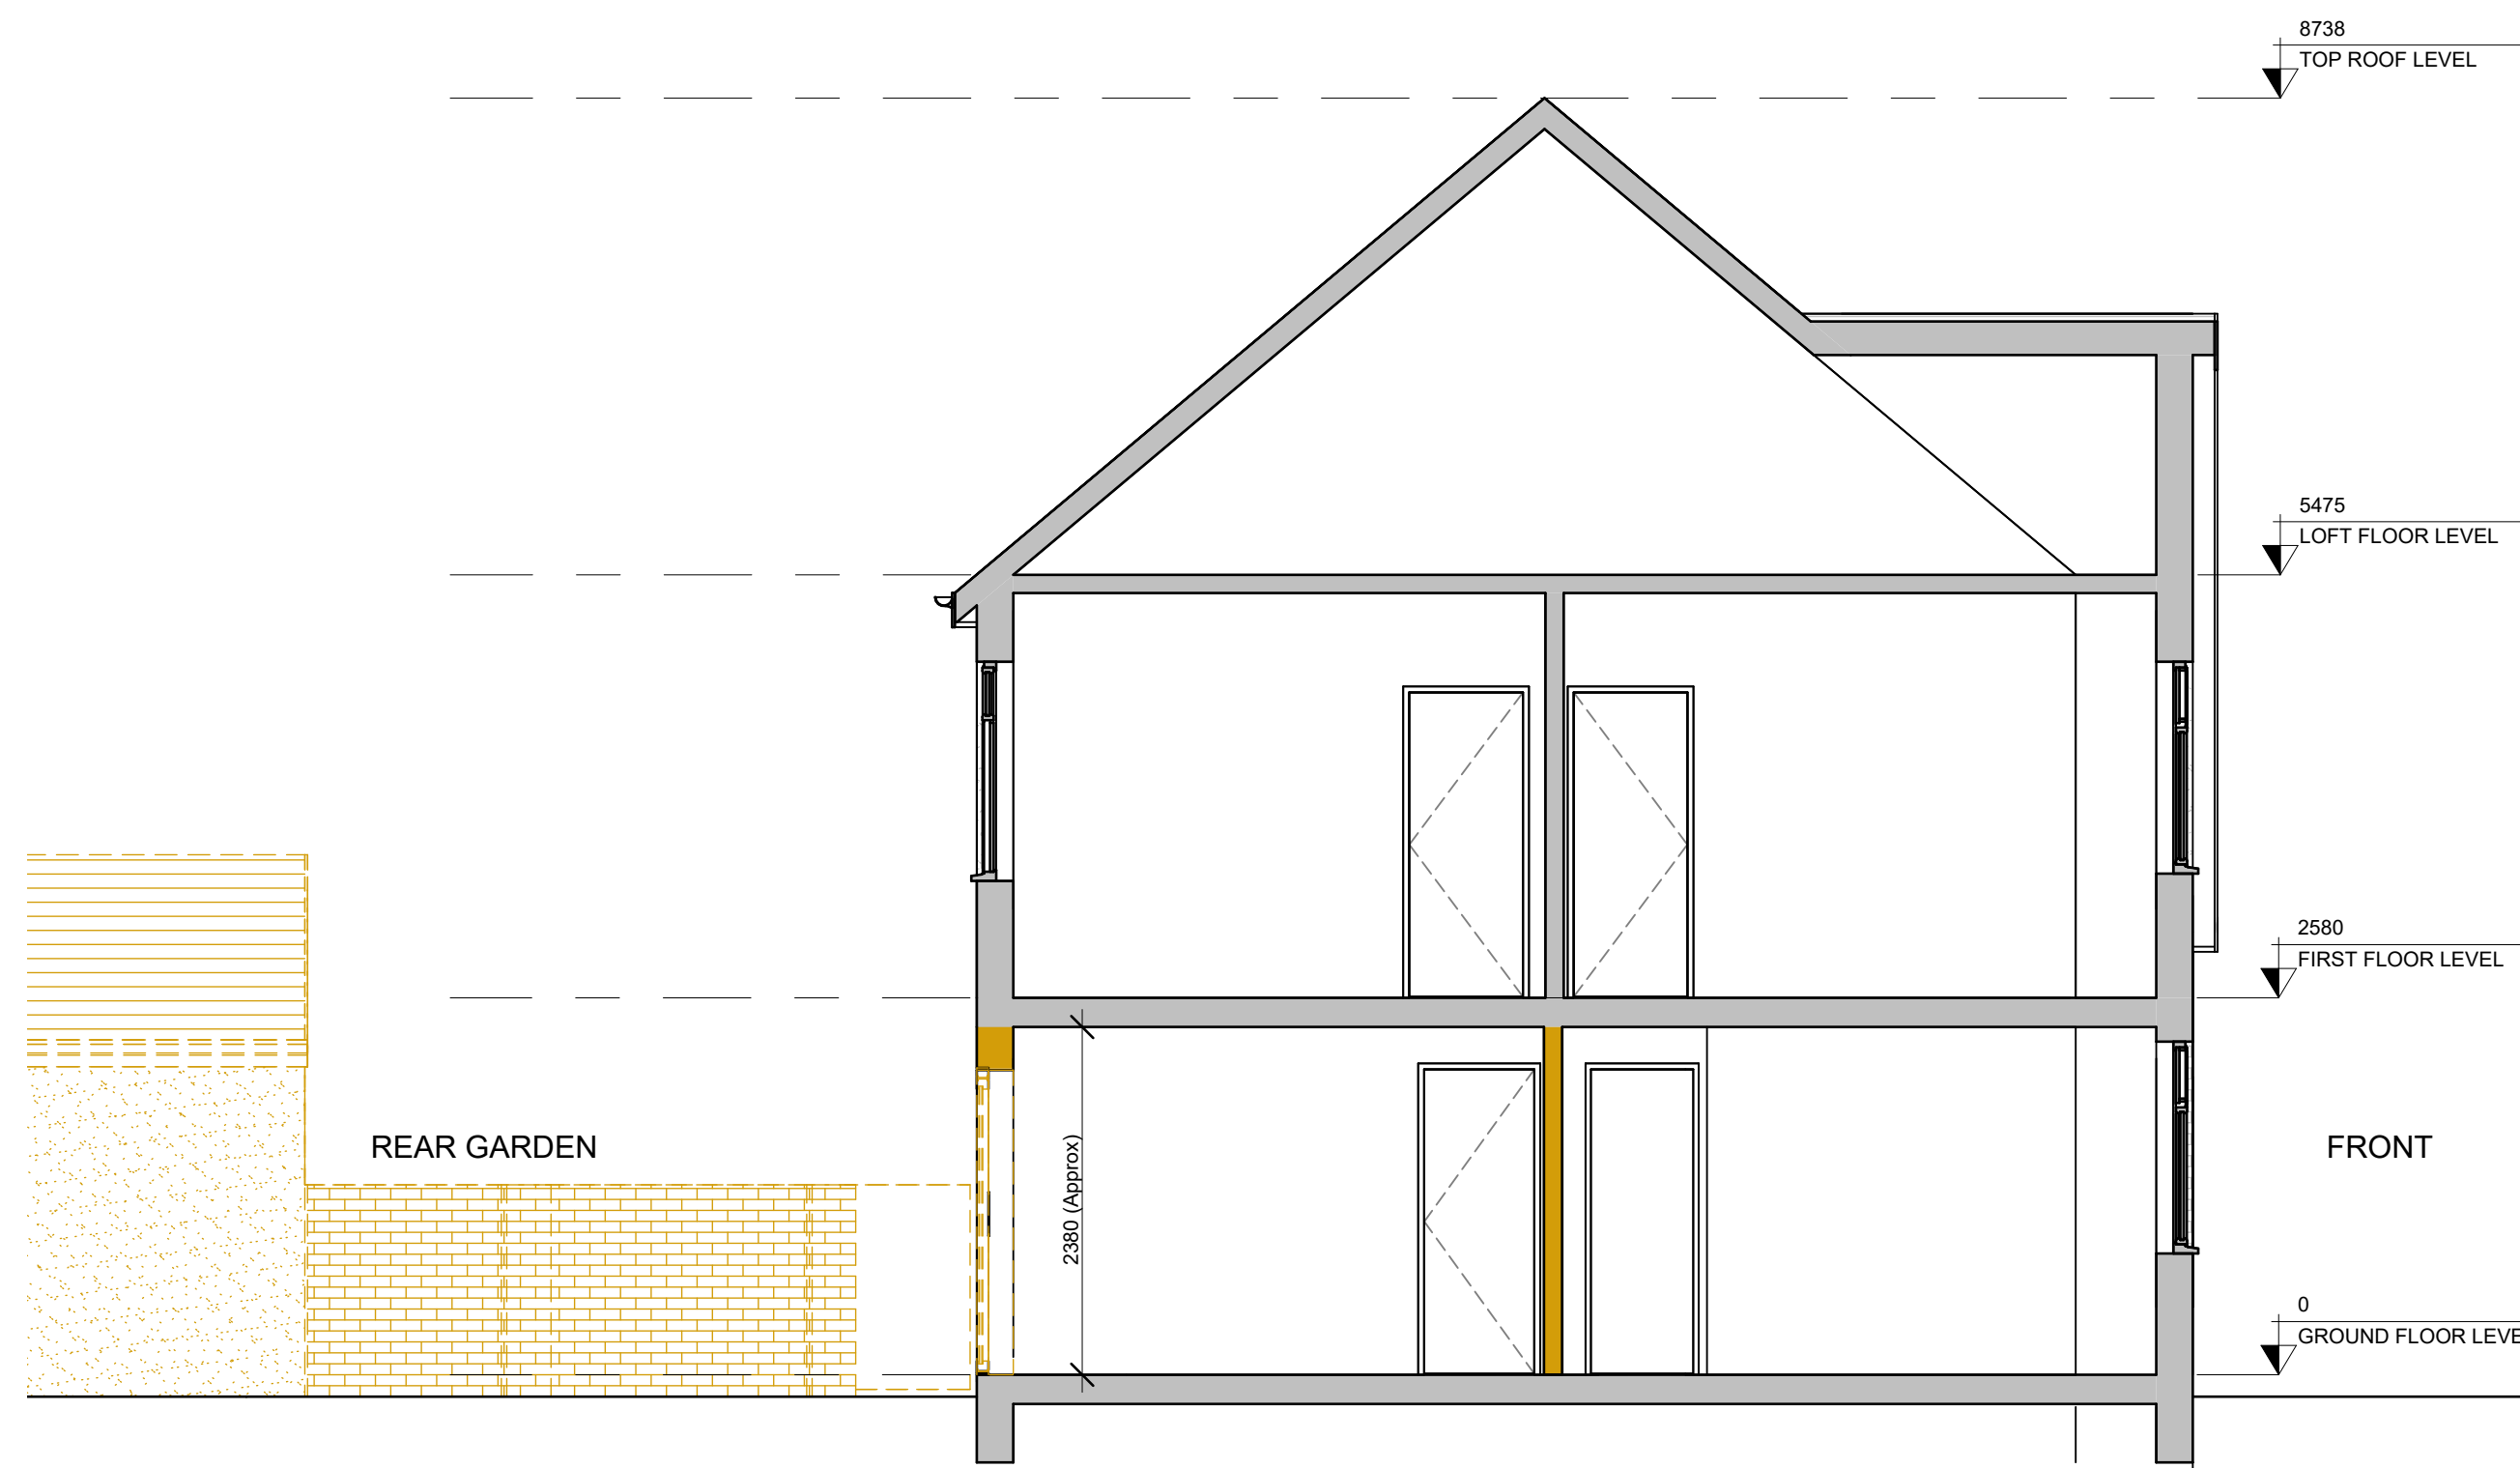 8738
TOP ROOF LEVEL
5475
LOFT FLOOR LEVEL
2580
FIRST FLOOR LEVEL
REAR GARDEN
2380 (Approx)
FRONT
0
GROUND FLOOR LEVE